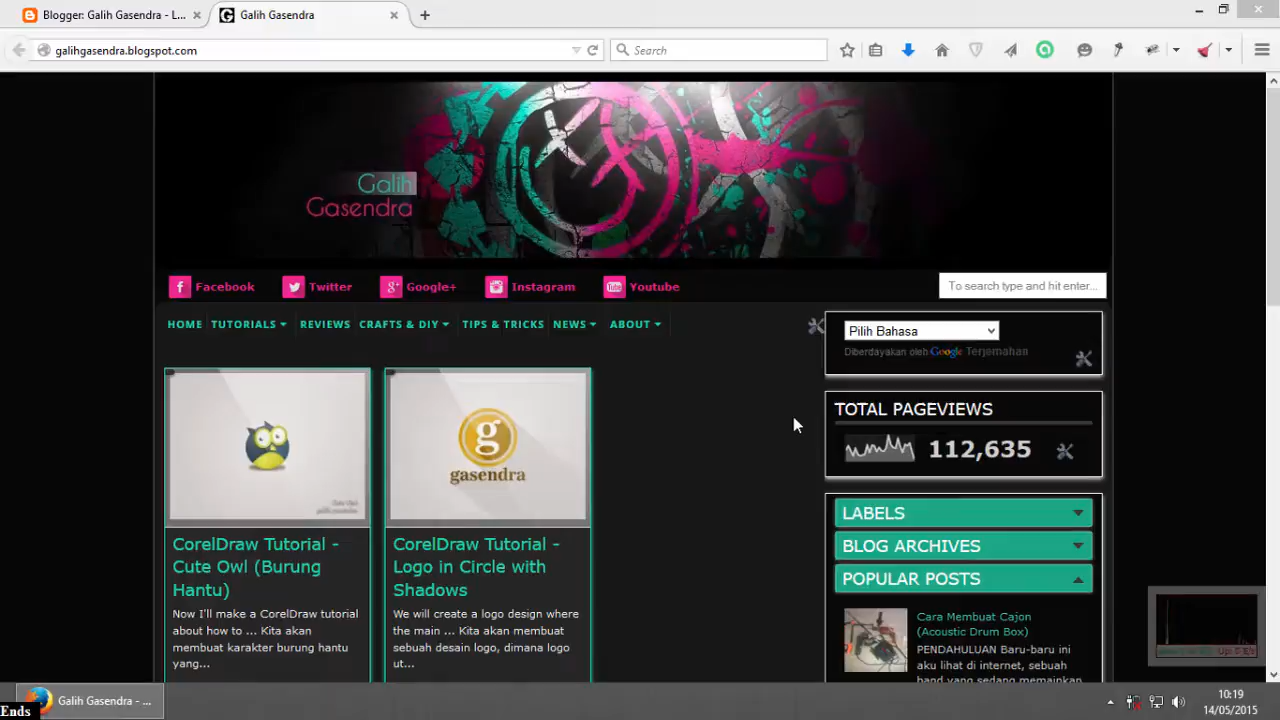 Blogger: Galih Gasendra - L...
Galih Gasendra
galihgasendra.blogspot.com
Search
Galih
Gasendra
Facebook
Twitter
Google+
Instagram
Youtube
To search type and hit enter...
HOME
TUTORIALS
REVIEWS
CRAFTS & DIY
TIPS & TRICKS
NEWS
ABOUT
Pilih Bahasa
Diberdayakan oleh Google Terjemahan
TOTAL PAGEVIEWS
112,635
g
gasendra
LABELS
BLOG ARCHIVES
POPULAR POSTS
CorelDraw Tutorial -
Cute Owl (Burung
Hantu)
Now I'll make a CorelDraw tutorial
about how to ... Kita akan
membuat karakter burung hantu
yang...
CorelDraw Tutorial -
Logo in Circle with
Shadows
We will create a logo design where
the main ... Kita akan membuat
sebuah desain logo, dimana logo
ut...
Cara Membuat Cajon
(Acoustic Drum Box)
PENDAHULUAN Baru-baru ini
aku lihat di internet, sebuah
band yang sedang memainkan
Galih Gasendra - ...
Ends
10:19
14/05/2015